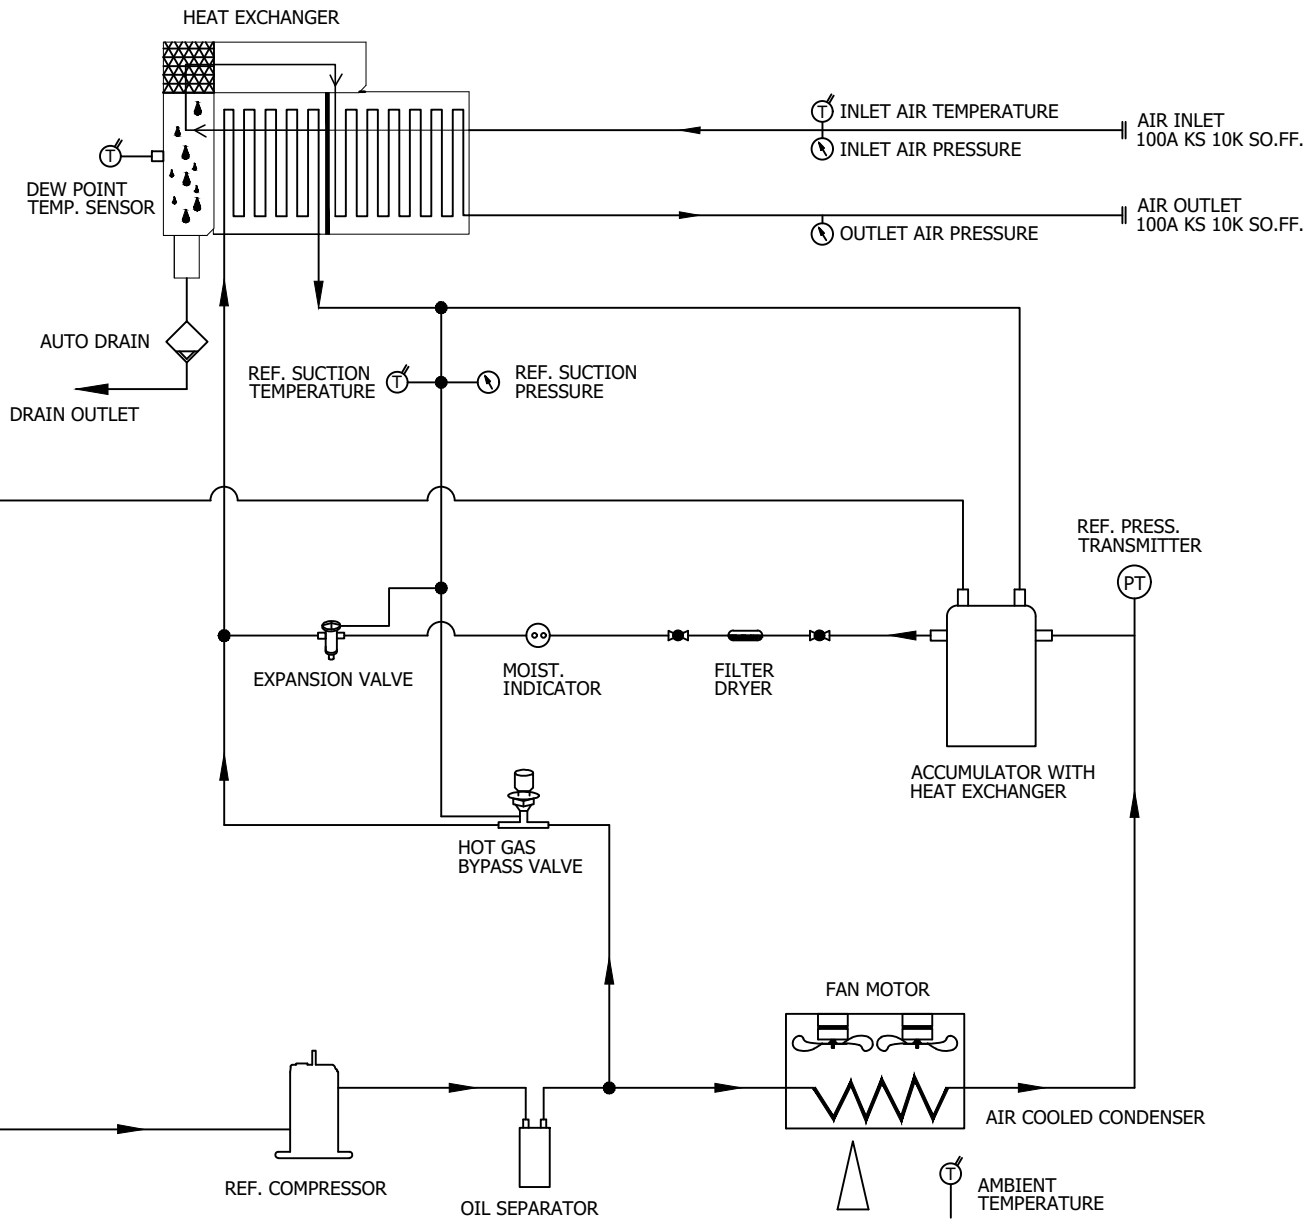 HEAT EXCHANGER
T
INLET AIR TEMPERATURE
AIR INLET
100A KS 10K SO.FF.
INLET AIR PRESSURE
T
DEW POINT
TEMP. SENSOR
AIR OUTLET
100A KS 10K SO.FF.
OUTLET AIR PRESSURE
AUTO DRAIN
DRAIN OUTLET
REF. SUCTION
TEMPERATURE
T
REF. SUCTION
PRESSURE
REF. PRESS.
TRANSMITTER
PT
EXPANSION VALVE
MOIST.
INDICATOR
FILTER
DRYER
ACCUMULATOR WITH
HEAT EXCHANGER
HOT GAS
BYPASS VALVE
FAN MOTOR
AIR COOLED CONDENSER
REF. COMPRESSOR
OIL SEPARATOR
T
AMBIENT
TEMPERATURE